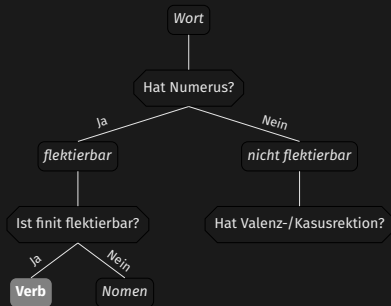 Wort
Hat Numerus?
Ja
Nein
flektierbar
nicht flektierbar
Ist finit flektierbar?
Hat Valenz-/Kasusrektion?
Ja
Nein
Verb
Nomen